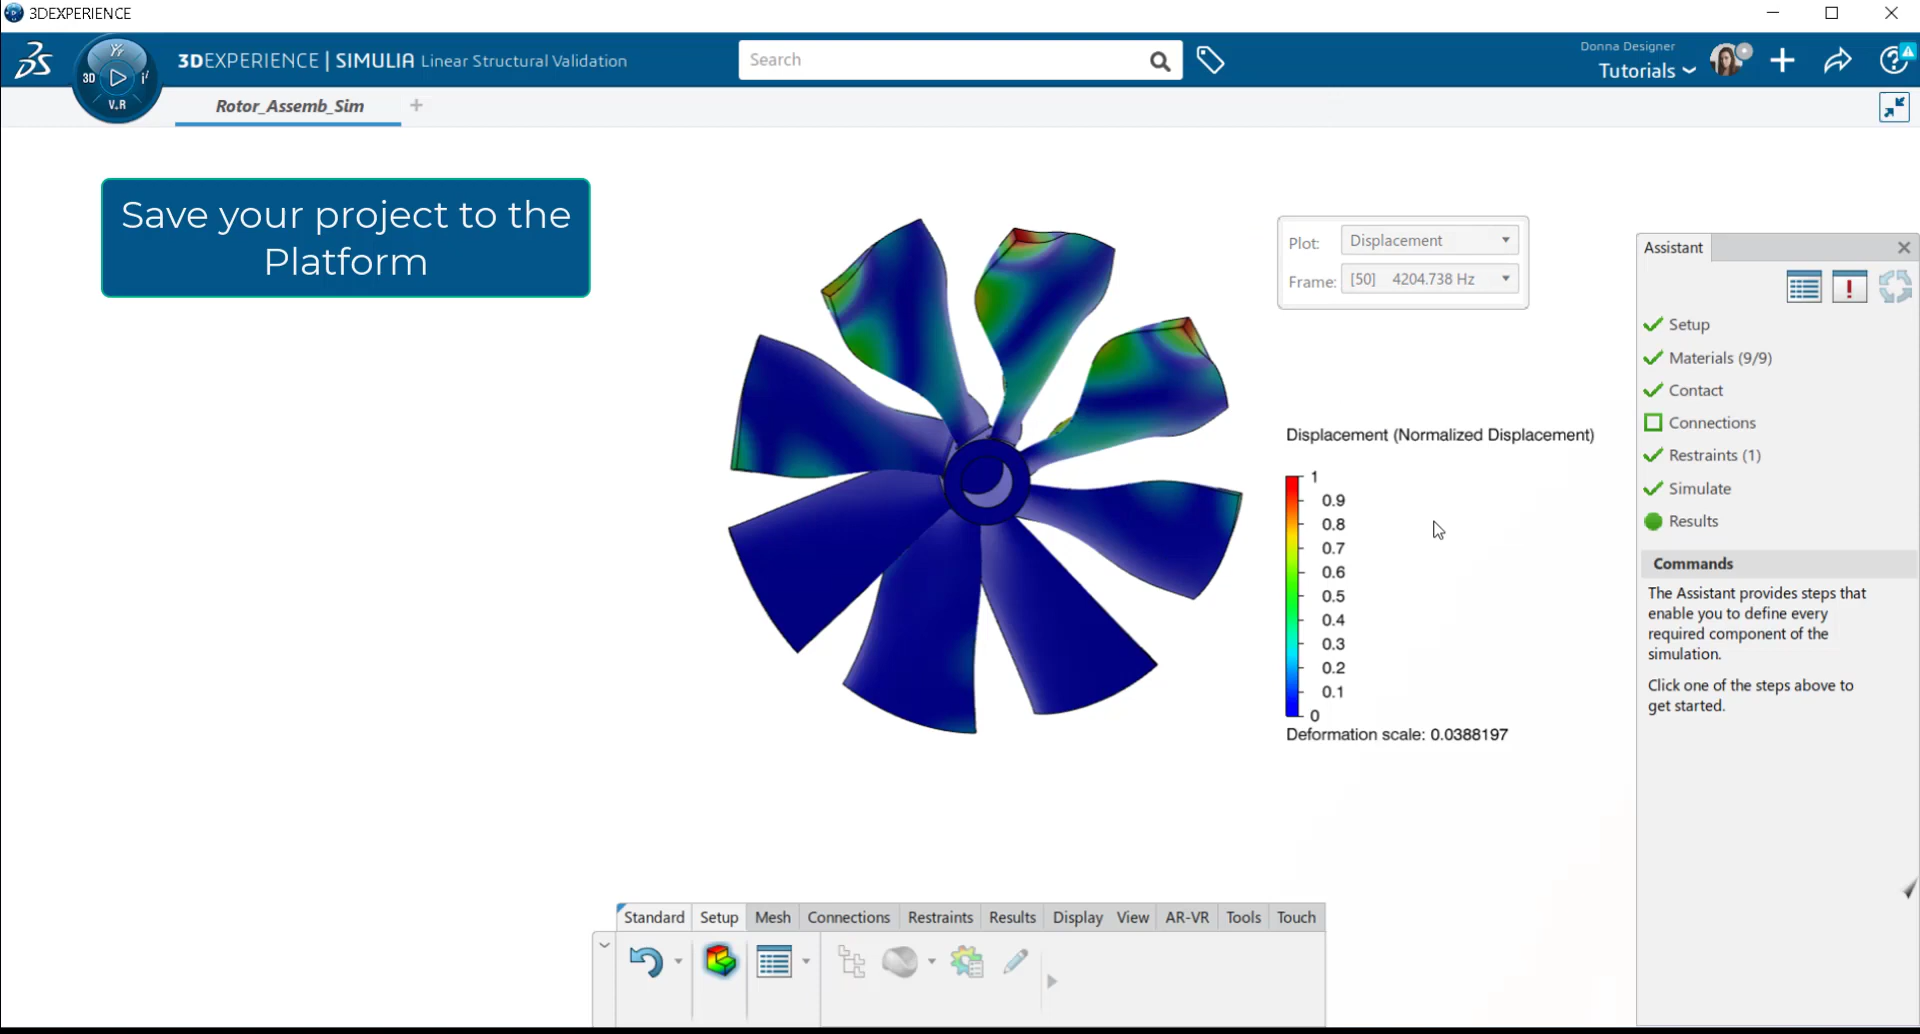 3DEXPERIENCE
3DEXPERIENCE | SIMULIA Linear Structural Validation
Search
Donna Designer
Tutorials
3D
V.R
Rotor_Assemb_Sim
Save your project to the
Platform
Plot: Displacement
Frame: [50] 4204.738 Hz
Displacement (Normalized Displacement)
1
0.9
0.8
0.7
0.6
0.5
0.4
0.3
0.2
0.1
0
Deformation scale: 0.0388197
Assistant
Setup
Materials (9/9)
Contact
Connections
Restraints (1)
Simulate
Results
Commands
The Assistant provides steps that
enable you to define every
required component of the
simulation.
Click one of the steps above to
get started.
Standard Setup Mesh Connections Restraints Results Display View AR-VR Tools Touch